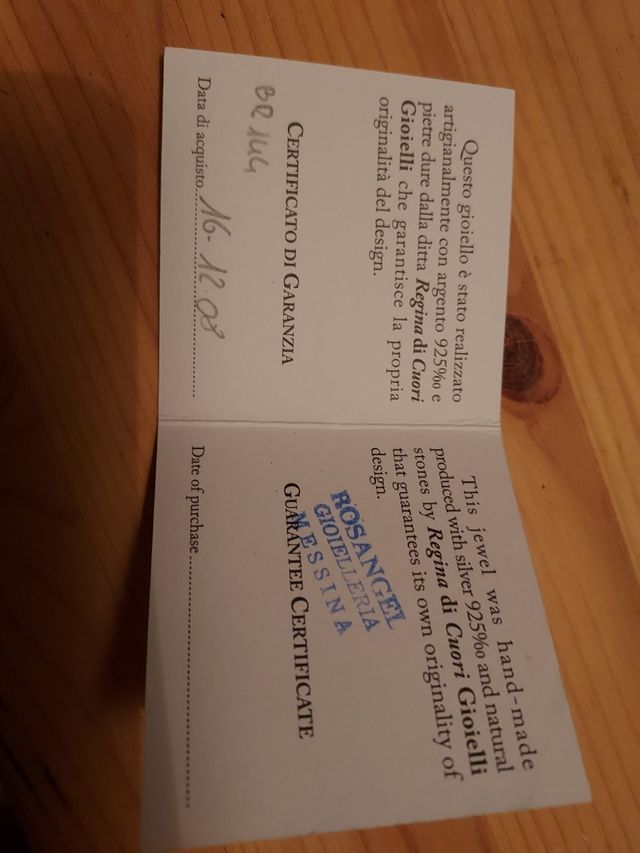 Questo gioiello è stato realizzato
artigianalmente con argento 925‰ e
pietre dure dalla ditta Regina di Cuori
Gioielli che garantisce la propria
originalità del design.
CERTIFICATO DI GARANZIA
BR144
Data di acquisto 16-12-08
This jewel was hand-made
produced with silver 925‰ and natural
stones by Regina di Cuori Gioielli
that guarantees its own originality of
design.
ROSANGEL
GIOIELLERIA
MESSINA
GUARANTEE CERTIFICATE
Date of purchase